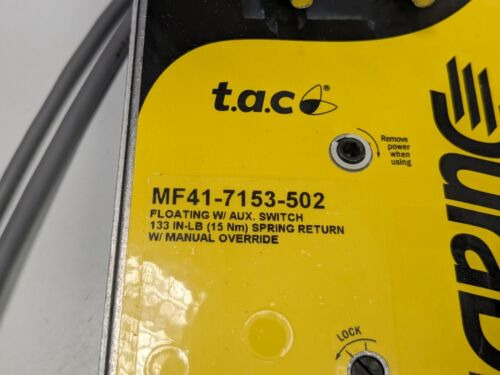 t.a.c®
Remove
power
when
using
MF41-7153-502
FLOATING W/ AUX. SWITCH
133 IN-LB (15 Nm) SPRING RETURN
W/ MANUAL OVERRIDE
LOCK